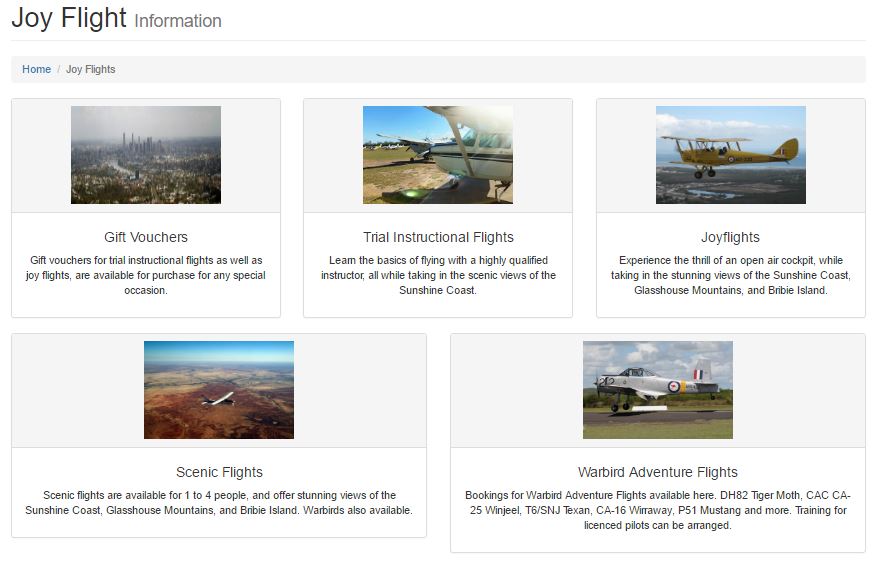 Joy Flight Information
Home / Joy Flights
Gift Vouchers
Gift vouchers for trial instructional flights as well as
joy flights, are available for purchase for any special
occasion.
Trial Instructional Flights
Learn the basics of flying with a highly qualified
instructor, all while taking in the scenic views of the
Sunshine Coast.
Joyflights
Experience the thrill of an open air cockpit, while
taking in the stunning views of the Sunshine Coast,
Glasshouse Mountains, and Bribie Island.
Scenic Flights
Scenic flights are available for 1 to 4 people, and offer stunning views of the
Sunshine Coast, Glasshouse Mountains, and Bribie Island. Warbirds also available.
Warbird Adventure Flights
Bookings for Warbird Adventure Flights available here. DH82 Tiger Moth, CAC CA-
25 Winjeel, T6/SNJ Texan, CA-16 Wirraway, P51 Mustang and more. Training for
licenced pilots can be arranged.